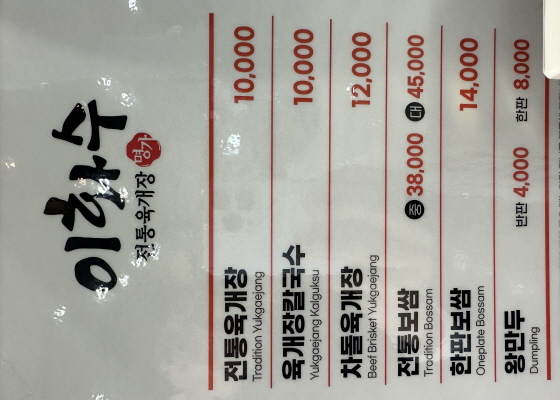 이화수
전통육개장 명가
전통육개장 10,000
Tradition Yukgaejang
육개장칼국수 10,000
Yukgaejang Kalguksu
차돌육개장 12,000
Beef Brisket Yukgaejang
전통보쌈 중 38,000 대 45,000
Tradition Bossam
한판보쌈 14,000
Oneplate Bossam
왕만두 반판 4,000 한판 8,000
Dumpling